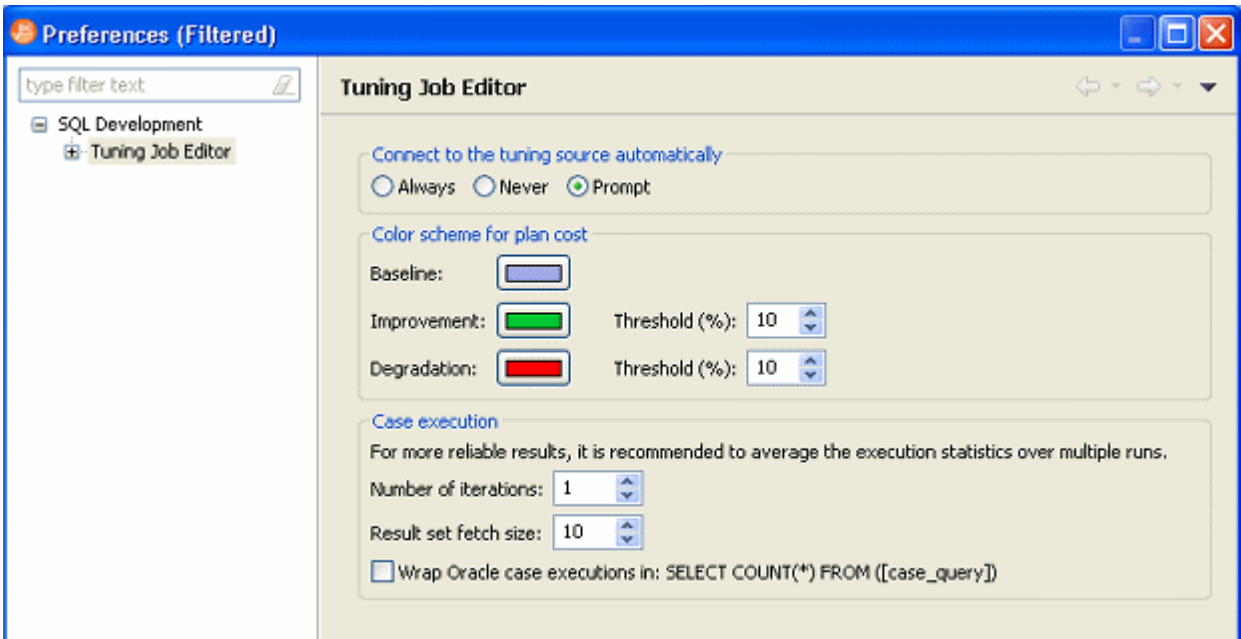 Preferences (Filtered)
type filter text
SQL Development
Tuning Job Editor
Tuning Job Editor
Connect to the tuning source automatically
Always Never Prompt
Color scheme for plan cost
Baseline:
Improvement: Threshold (%): 10
Degradation: Threshold (%): 10
Case execution
For more reliable results, it is recommended to average the execution statistics over multiple runs.
Number of iterations: 1
Result set fetch size: 10
Wrap Oracle case executions in: SELECT COUNT(*) FROM ([case_query])